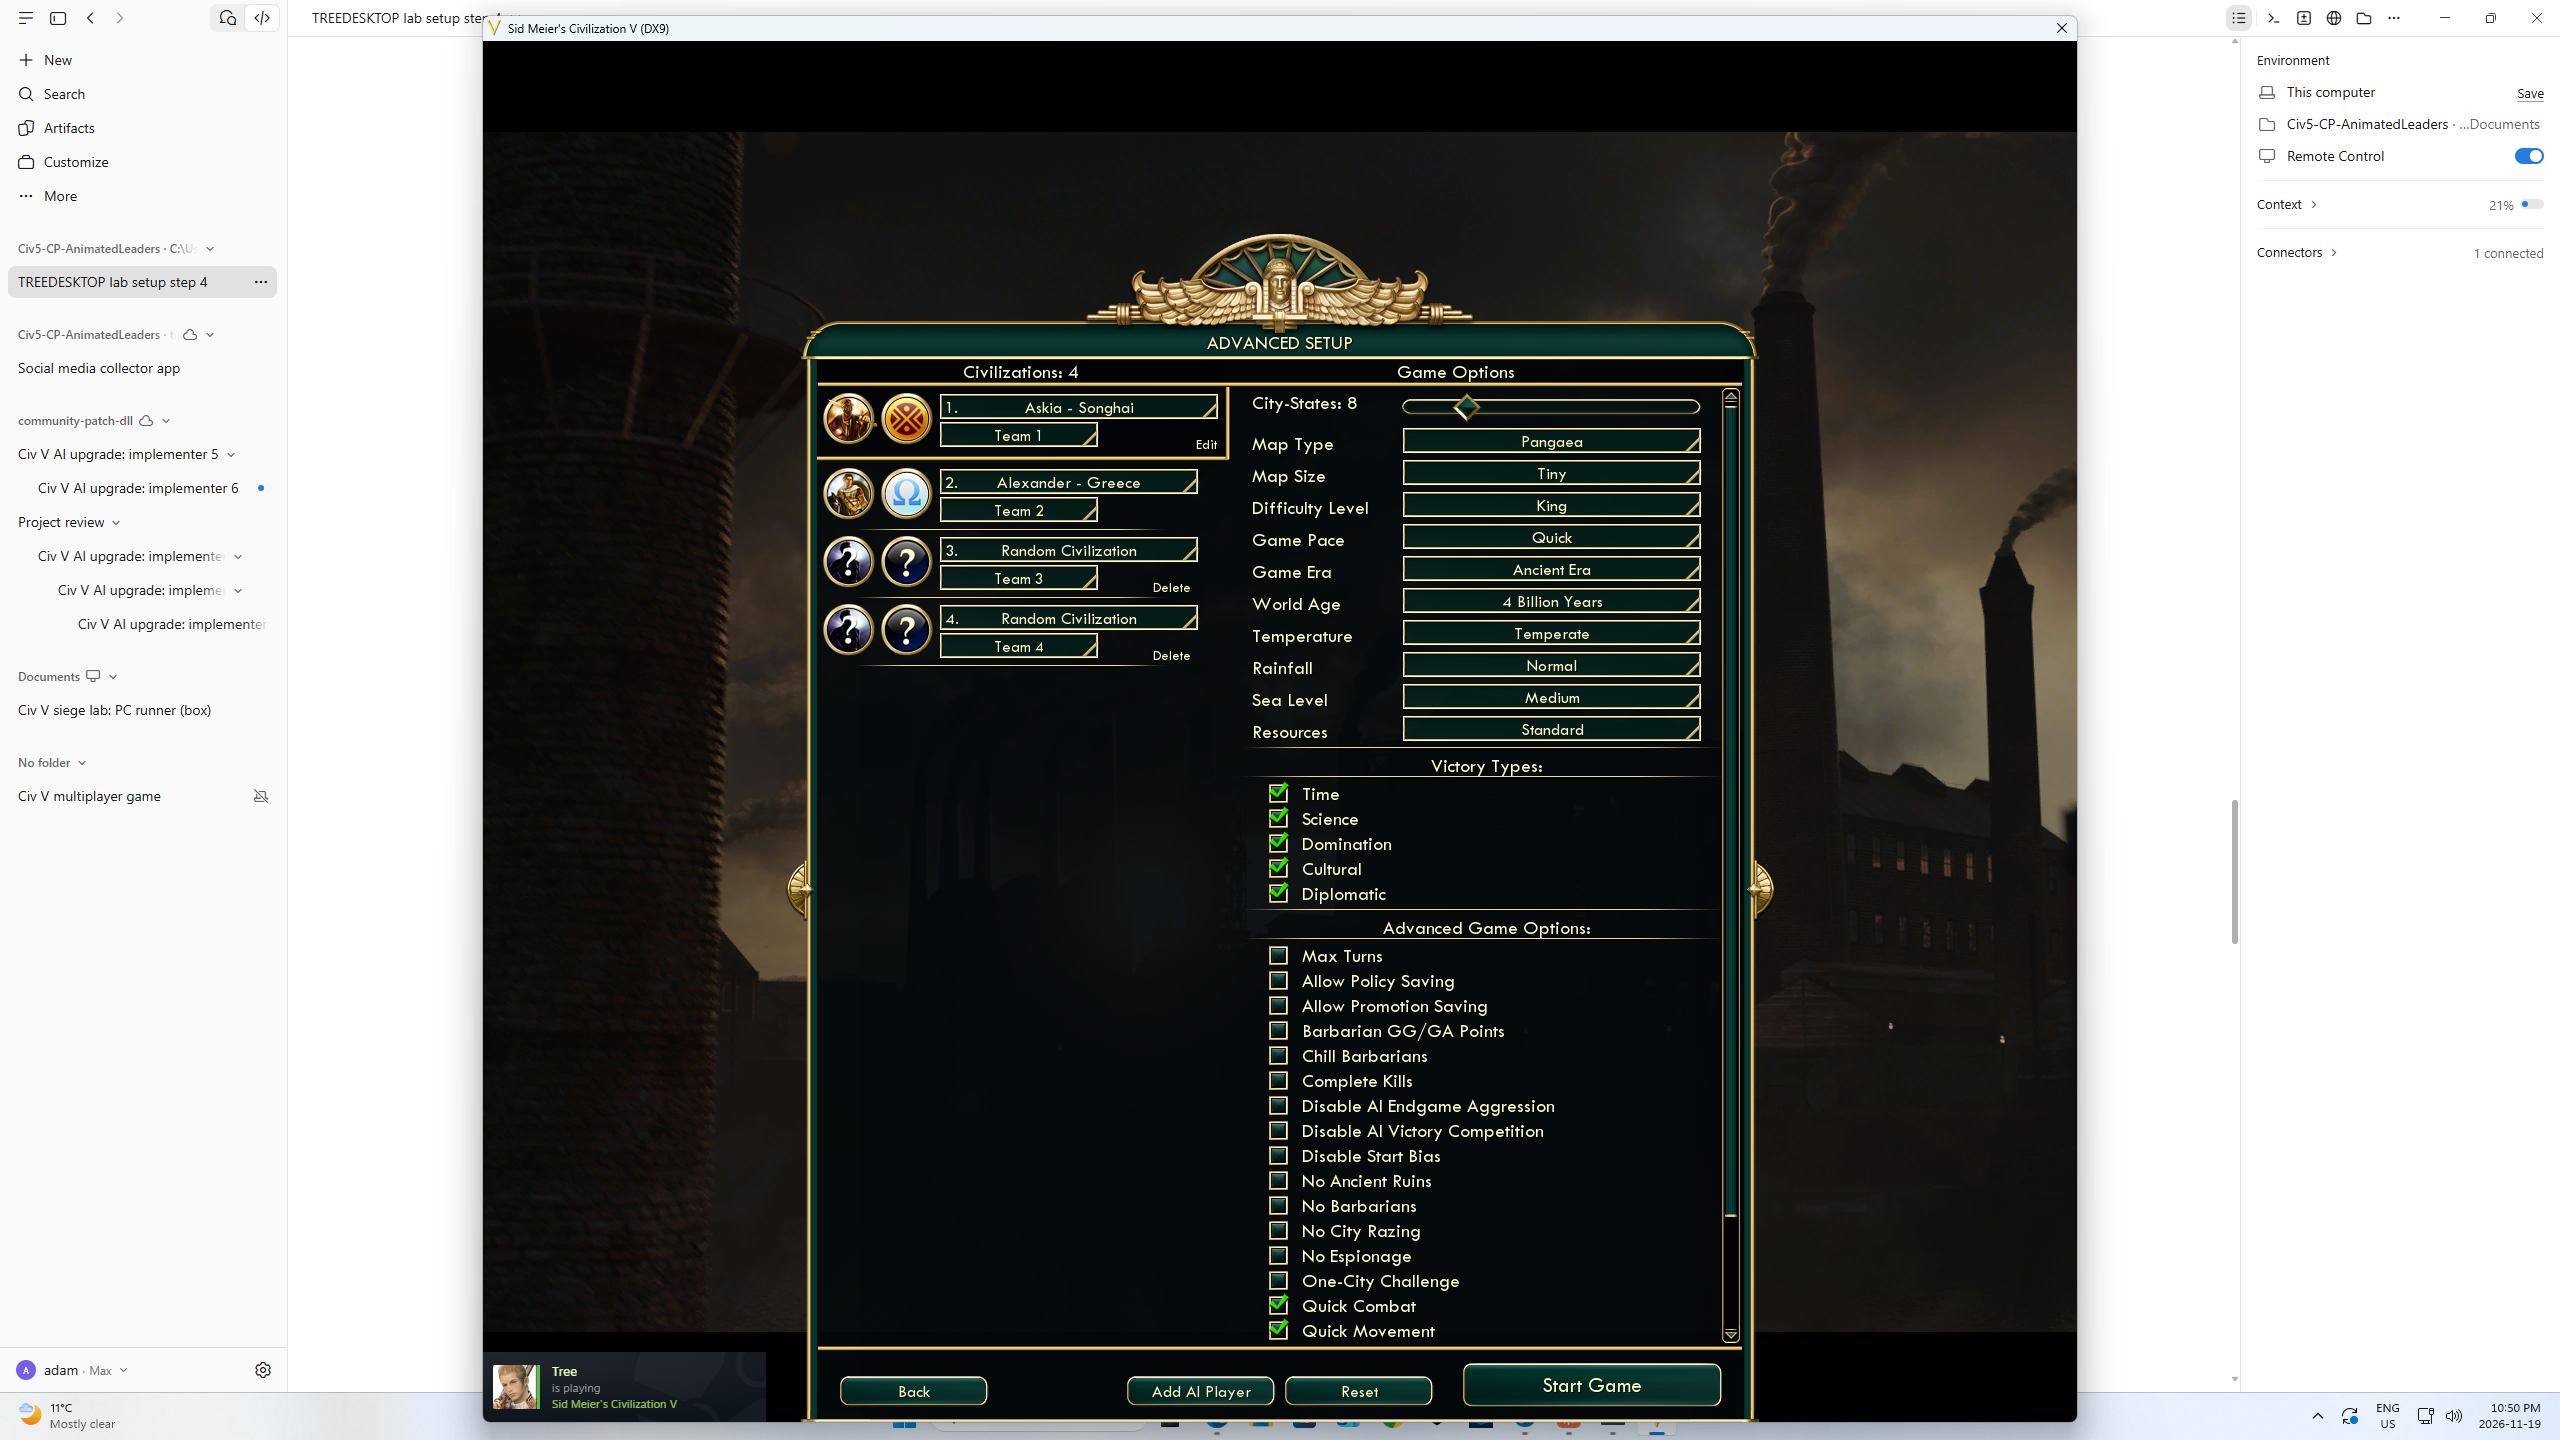 TREEDESKTOP lab setup step 4
Sid Meier's Civilization V (DX9)
New
Search
Artifacts
Customize
More
Civ5-CP-AnimatedLeaders · C:\Us
TREEDESKTOP lab setup step 4
Civ5-CP-AnimatedLeaders ·
Social media collector app
community-patch-dll
Civ V AI upgrade: implementer 5
Civ V AI upgrade: implementer 6
Project review
Civ V AI upgrade: implemente
Civ V AI upgrade: impleme
Civ V AI upgrade: implementer
Documents
Civ V siege lab: PC runner (box)
No folder
Civ V multiplayer game
A adam · Max
11°C
Mostly clear
ADVANCED SETUP
Civilizations: 4
1. Askia - Songhai
Team 1
Edit
2. Alexander - Greece
Team 2
3. Random Civilization
Team 3
Delete
4. Random Civilization
Team 4
Delete
Game Options
City-States: 8
Map Type Pangaea
Map Size Tiny
Difficulty Level King
Game Pace Quick
Game Era Ancient Era
World Age 4 Billion Years
Temperature Temperate
Rainfall Normal
Sea Level Medium
Resources Standard
Victory Types:
Time
Science
Domination
Cultural
Diplomatic
Advanced Game Options:
Max Turns
Allow Policy Saving
Allow Promotion Saving
Barbarian GG/GA Points
Chill Barbarians
Complete Kills
Disable AI Endgame Aggression
Disable AI Victory Competition
Disable Start Bias
No Ancient Ruins
No Barbarians
No City Razing
No Espionage
One-City Challenge
Quick Combat
Quick Movement
Back
Add AI Player
Reset
Start Game
Tree
is playing
Sid Meier's Civilization V
Environment
This computer Save
Civ5-CP-AnimatedLeaders · ...Documents
Remote Control
Context 21%
Connectors 1 connected
ENG
US
10:50 PM
2026-11-19